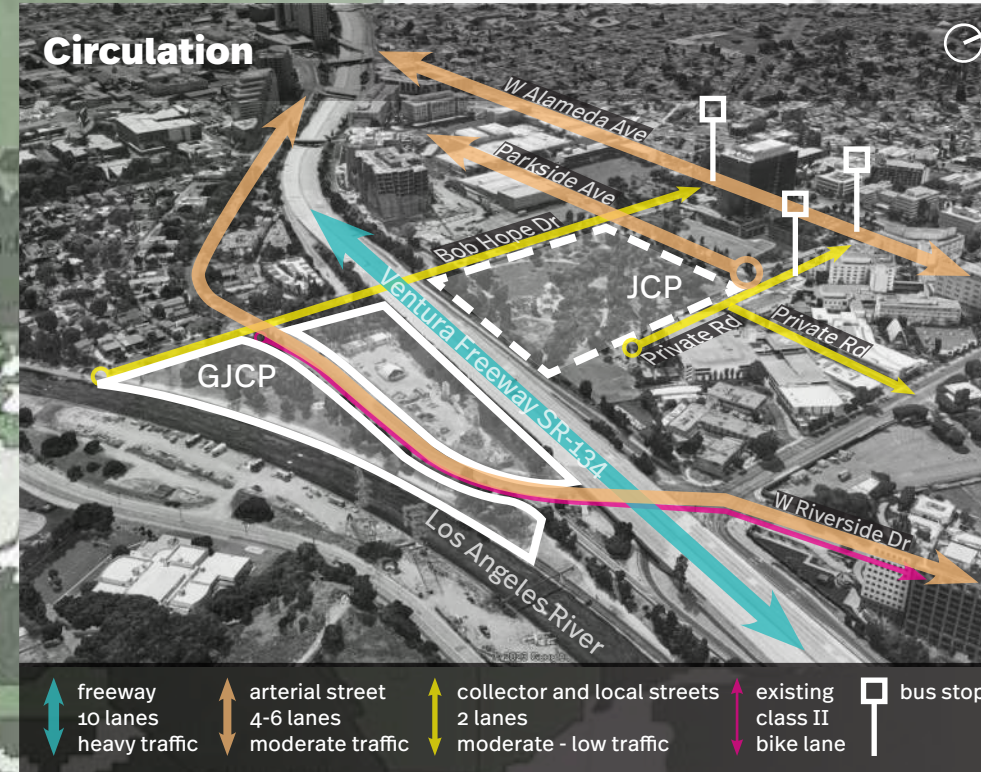 Circulation
W Alameda Ave
Parkside Ave
Bob Hope Dr
JCP
Ventura Freeway SR-134
Private Rd
Private Rd
GJCP
W Riverside Dr
Los Angeles River
freeway
10 lanes
heavy traffic
arterial street
4-6 lanes
moderate traffic
collector and local streets
2 lanes
moderate - low traffic
existing
class II
bike lane
bus stop